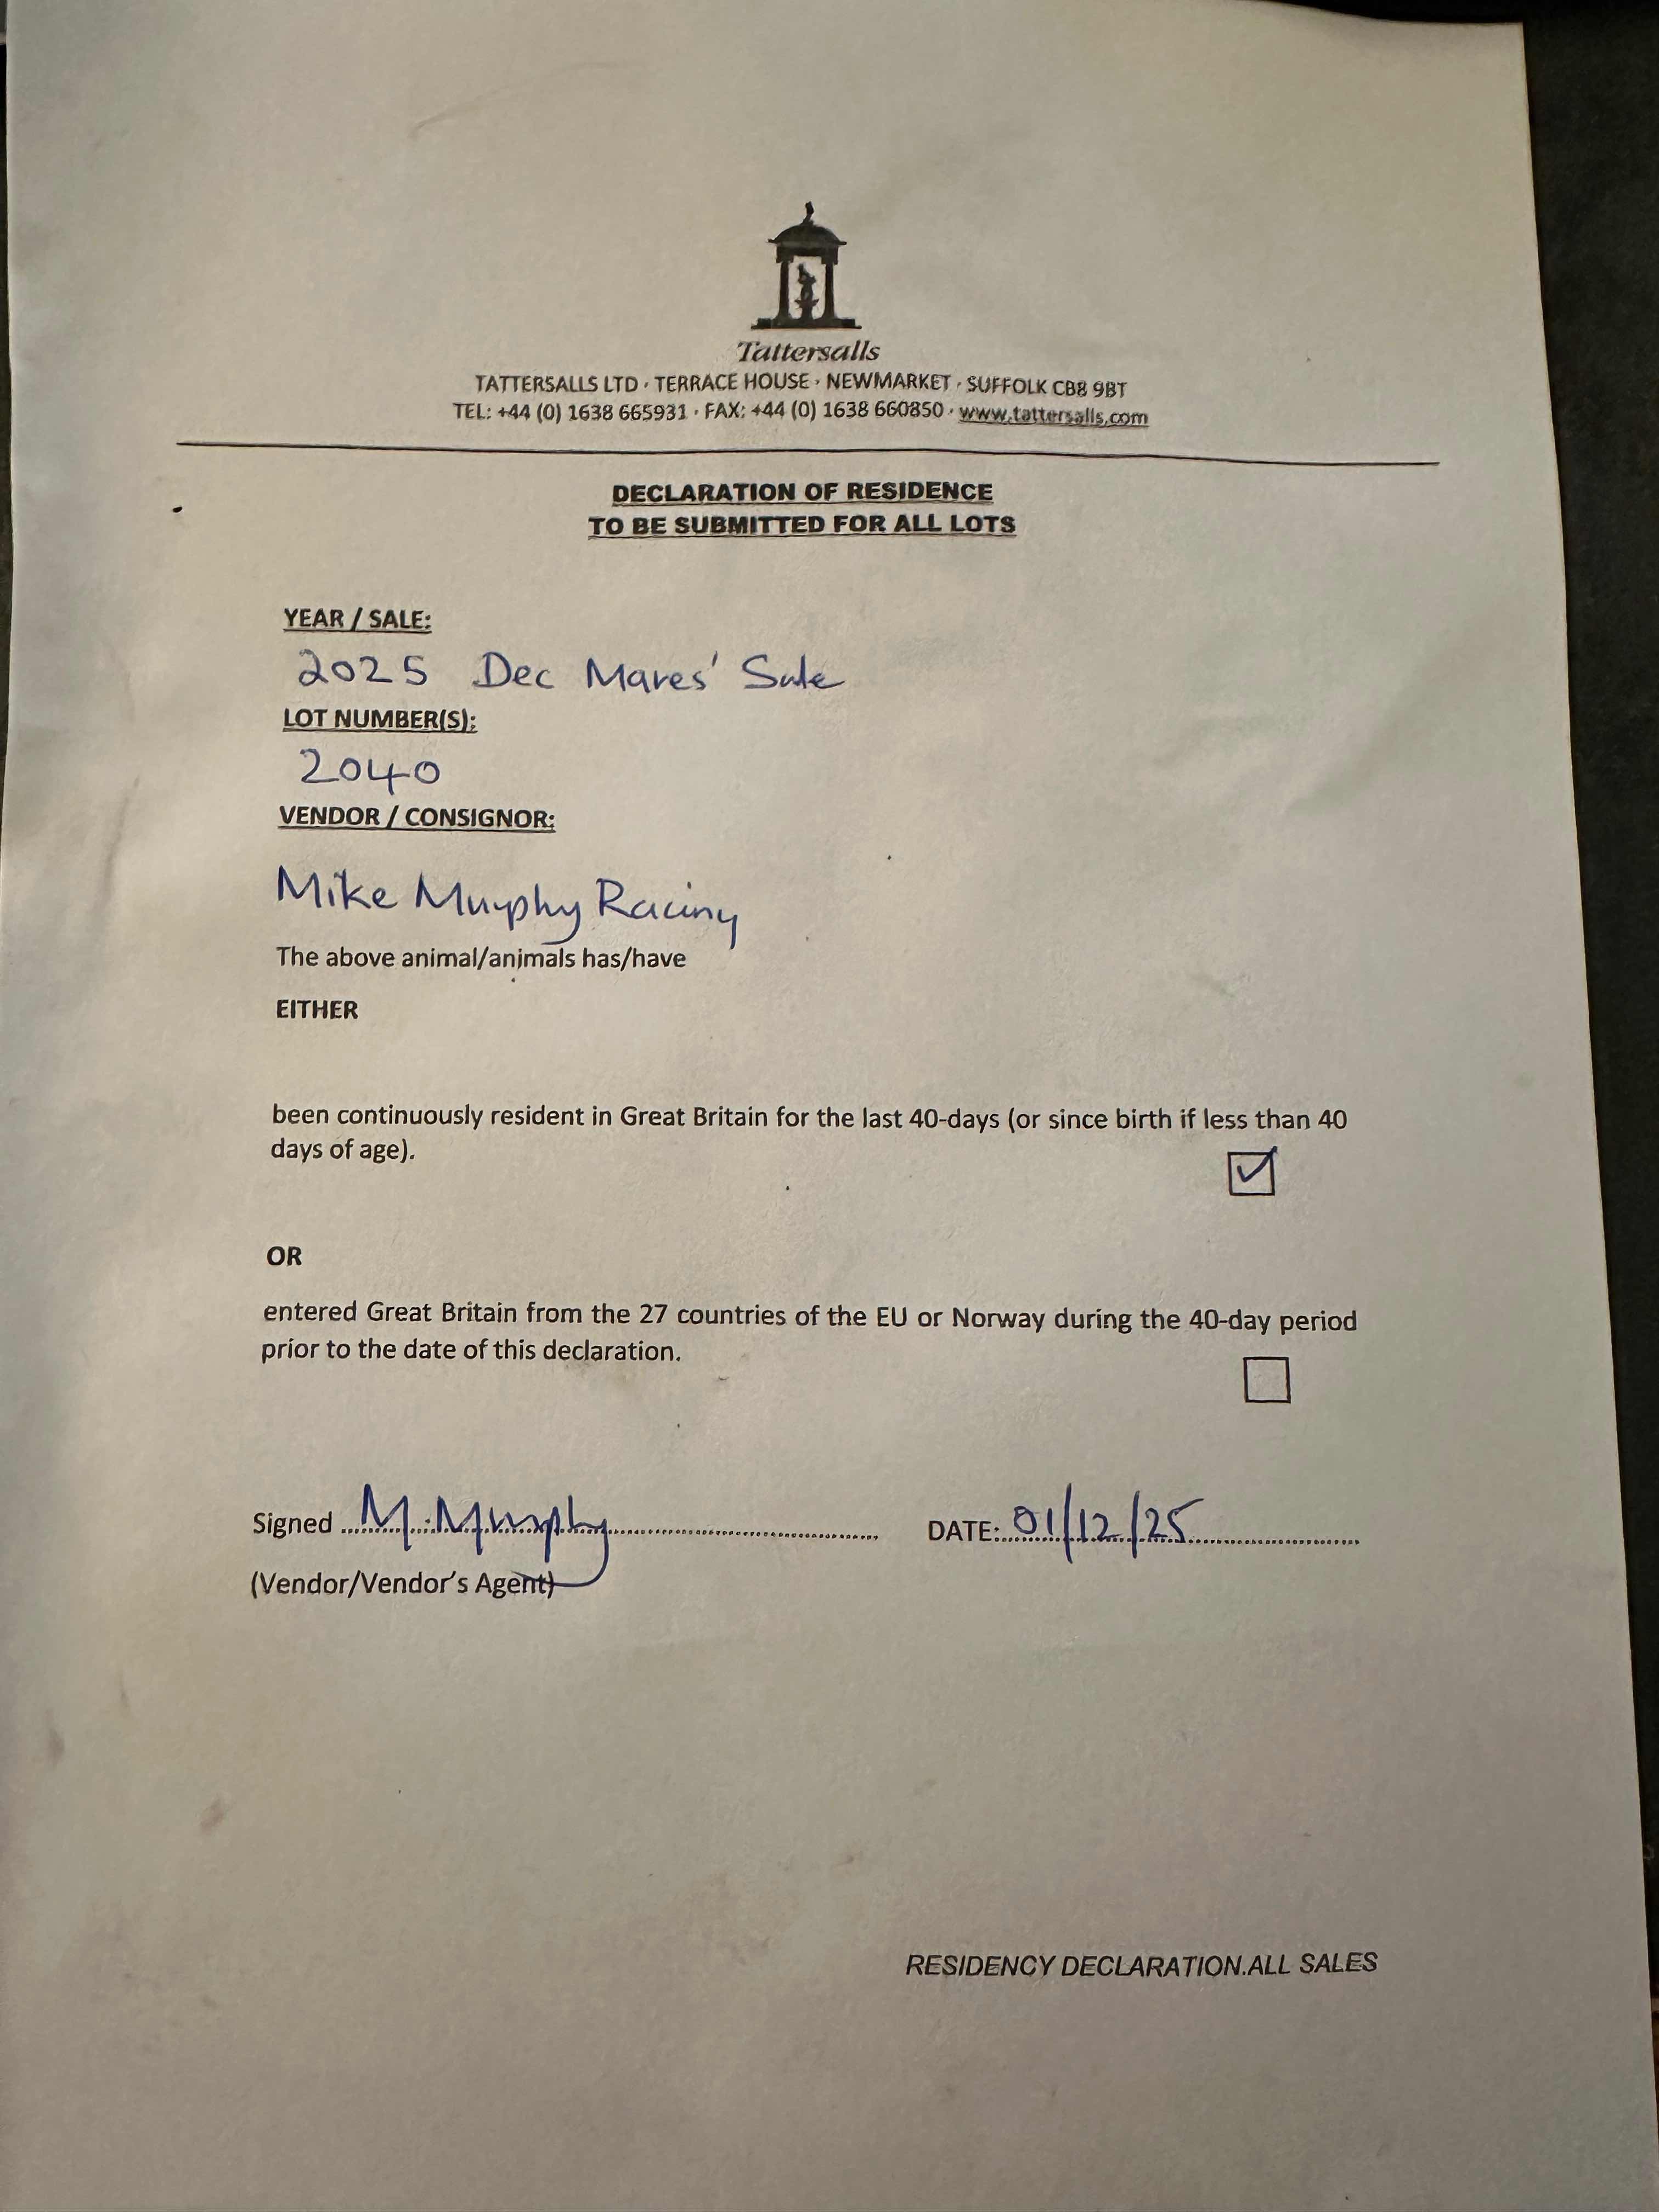 Tattersalls
TATTERSALLS LTD · TERRACE HOUSE · NEWMARKET · SUFFOLK CB8 9BT
TEL: +44 (0) 1638 665931 · FAX: +44 (0) 1638 660850 · www.tattersalls.com
DECLARATION OF RESIDENCE
TO BE SUBMITTED FOR ALL LOTS
YEAR / SALE:
2025 Dec Mares' Sale
LOT NUMBER(S):
2040
VENDOR / CONSIGNOR:
Mike Murphy Racing
The above animal/animals has/have
EITHER
been continuously resident in Great Britain for the last 40-days (or since birth if less than 40
days of age).
OR
entered Great Britain from the 27 countries of the EU or Norway during the 40-day period
prior to the date of this declaration.
Signed M. Murphy DATE: 01/12/25
(Vendor/Vendor's Agent)
RESIDENCY DECLARATION.ALL SALES